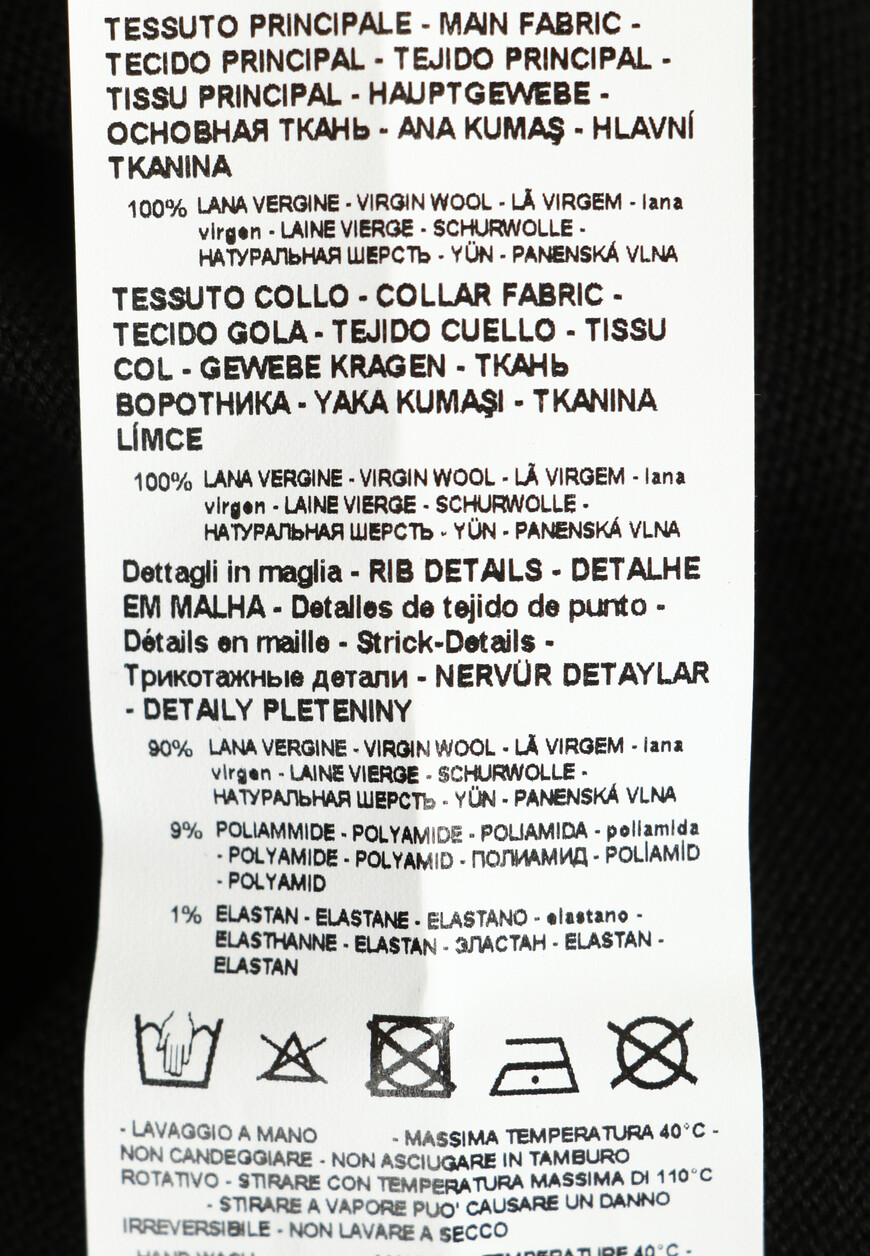 TESSUTO PRINCIPALE - MAIN FABRIC -
TECIDO PRINCIPAL - TEJIDO PRINCIPAL -
TISSU PRINCIPAL - HAUPTGEWEBE -
ОСНОВНАЯ ТКАНЬ - ANA KUMAŞ - HLAVNÍ
TKANINA
100% LANA VERGINE - VIRGIN WOOL - LÃ VIRGEM - lana
virgen - LAINE VIERGE - SCHURWOLLE -
НАТУРАЛЬНАЯ ШЕРСТЬ - YÜN - PANENSKÁ VLNA
TESSUTO COLLO - COLLAR FABRIC -
TECIDO GOLA - TEJIDO CUELLO - TISSU
COL - GEWEBE KRAGEN - ТКАНЬ
ВОРОТНИКА - YAKA KUMAŞI - TKANINA
LÍMCE
100% LANA VERGINE - VIRGIN WOOL - LÃ VIRGEM - lana
virgen - LAINE VIERGE - SCHURWOLLE -
НАТУРАЛЬНАЯ ШЕРСТЬ - YÜN - PANENSKÁ VLNA
Dettagli in maglia - RIB DETAILS - DETALHE
EM MALHA - Detalles de tejido de punto -
Détails en maille - Strick-Details -
Трикотажные детали - NERVÜR DETAYLAR
- DETAILY PLETENINY
90% LANA VERGINE - VIRGIN WOOL - LÃ VIRGEM - lana
virgen - LAINE VIERGE - SCHURWOLLE -
НАТУРАЛЬНАЯ ШЕРСТЬ - YÜN - PANENSKÁ VLNA
9% POLIAMMIDE - POLYAMIDE - POLIAMIDA - poliamida
- POLYAMIDE - POLYAMID - ПОЛИАМИД - POLİAMİD
- POLYAMID
1% ELASTAN - ELASTANE - ELASTANO - elastano -
ELASTHANNE - ELASTAN - ЭЛАСТАН - ELASTAN -
ELASTAN
- LAVAGGIO A MANO - MASSIMA TEMPERATURA 40°C -
NON CANDEGGIARE - NON ASCIUGARE IN TAMBURO
ROTATIVO - STIRARE CON TEMPERATURA MASSIMA DI 110°C
- STIRARE A VAPORE PUO' CAUSARE UN DANNO
IRREVERSIBILE - NON LAVARE A SECCO
- HAND WASH TEMPERATURE 40°C -